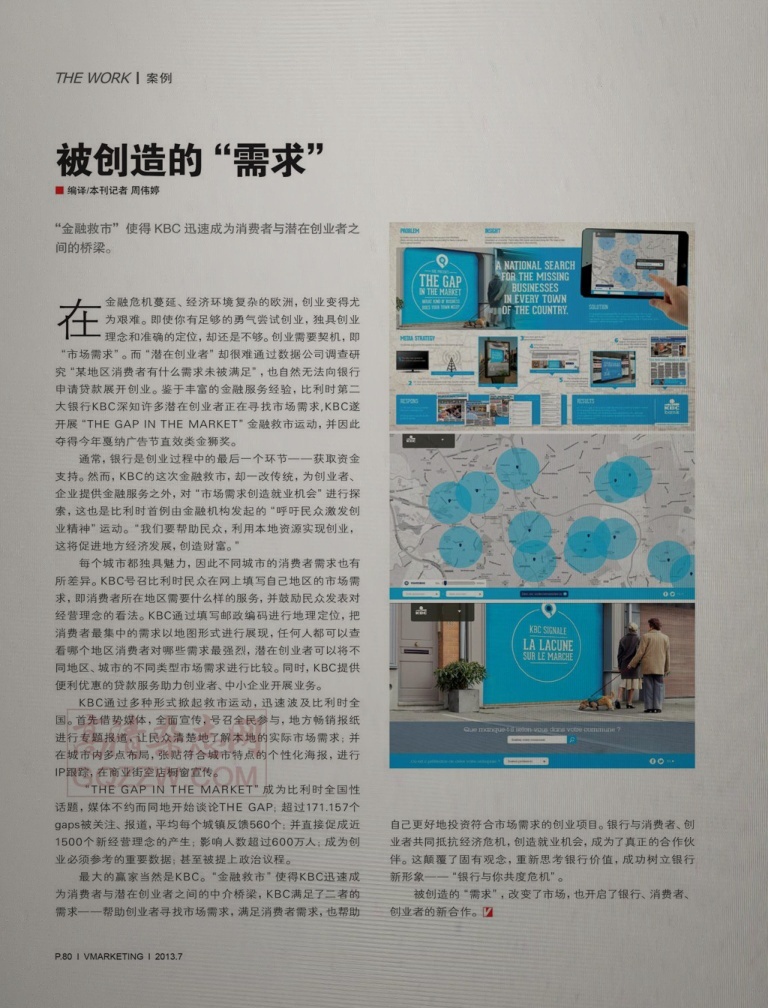 THE WORK | 案例
被创造的“需求”
■ 编译/本刊记者 周伟婷
“金融救市”使得 KBC 迅速成为消费者与潜在创业者之
间的桥梁。
在金融危机蔓延、经济环境复杂的欧洲，创业变得尤
为艰难。即使你有足够的勇气尝试创业，独具创业
理念和准确的定位，却还是不够。创业需要契机，即
“市场需求”。而“潜在创业者”却很难通过数据公司调查研
究“某地区消费者有什么需求未被满足”，也自然无法向银行
申请贷款展开创业。鉴于丰富的金融服务经验，比利时第二
大银行KBC深知许多潜在创业者正在寻找市场需求,KBC遂
开展“THE GAP IN THE MARKET”金融救市运动，并因此
夺得今年戛纳广告节直效类金狮奖。
通常，银行是创业过程中的最后一个环节——获取资金
支持。然而，KBC的这次金融救市，却一改传统，为创业者、
企业提供金融服务之外，对“市场需求创造就业机会”进行探
索，这也是比利时首例由金融机构发起的“呼吁民众激发创
业精神”运动。“我们要帮助民众，利用本地资源实现创业，
这将促进地方经济发展，创造财富。”
每个城市都独具魅力，因此不同城市的消费者需求也有
所差异。KBC号召比利时民众在网上填写自己地区的市场需
求，即消费者所在地区需要什么样的服务，并鼓励民众发表对
经营理念的看法。KBC通过填写邮政编码进行地理定位，把
消费者最集中的需求以地图形式进行展现，任何人都可以查
看哪个地区消费者对哪些需求最强烈，潜在创业者可以将不
同地区、城市的不同类型市场需求进行比较。同时，KBC提供
便利优惠的贷款服务助力创业者、中小企业开展业务。
KBC通过多种形式掀起救市运动，迅速波及比利时全
国。首先借势媒体，全面宣传，号召全民参与，地方畅销报纸
进行专题报道，让民众清楚地了解本地的实际市场需求；并
在城市内多点布局，张贴符合城市特点的个性化海报，进行
IP跟踪，在商业街空店橱窗宣传。
“THE GAP IN THE MARKET”成为比利时全国性
话题，媒体不约而同地开始谈论THE GAP；超过171.157个
gaps被关注、报道，平均每个城镇反馈560个；并直接促成近
1500个新经营理念的产生；影响人数超过600万人；成为创
业必须参考的重要数据；甚至被提上政治议程。
最大的赢家当然是KBC。“金融救市”使得KBC迅速成
为消费者与潜在创业者之间的中介桥梁，KBC满足了二者的
需求——帮助创业者寻找市场需求，满足消费者需求，也帮助
PROBLEM
INSIGHT
THE GAP
IN THE MARKET
A NATIONAL SEARCH
FOR THE MISSING
BUSINESSES
IN EVERY TOWN
OF THE COUNTRY.
SOLUTION
MEDIA STRATEGY
RESPONS
RESULTS
KBC SIGNALE
LA LACUNE
SUR LE MARCHE
Que manque-t-il selon vous dans votre commune ?
自己更好地投资符合市场需求的创业项目。银行与消费者、创
业者共同抵抗经济危机，创造就业机会，成为了真正的合作伙
伴。这颠覆了固有观念，重新思考银行价值，成功树立银行
新形象——“银行与你共度危机”。
被创造的“需求”，改变了市场，也开启了银行、消费者、
创业者的新合作。
GQZZW.COM
P.80 | VMARKETING | 2013.7